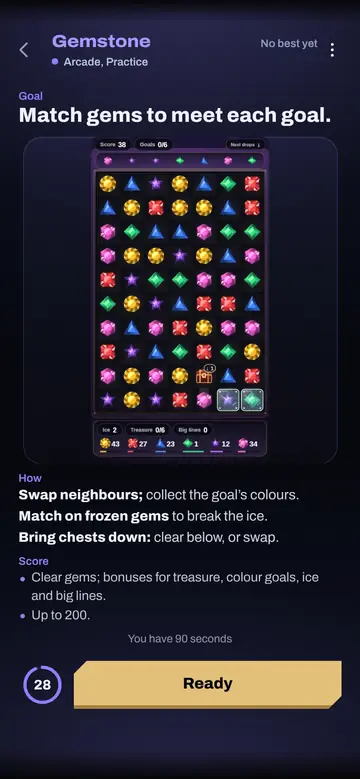 Gemstone
No best yet
Arcade, Practice
Goal
Match gems to meet each goal.
Score 38 Goals 0/6 Next drops ↓
Ice 2 Treasure 0/6 Big lines 0
43 27 23 1 12 34
How
Swap neighbours; collect the goal's colours.
Match on frozen gems to break the ice.
Bring chests down: clear below, or swap.
Score
• Clear gems; bonuses for treasure, colour goals, ice
and big lines.
• Up to 200.
You have 90 seconds
28
Ready